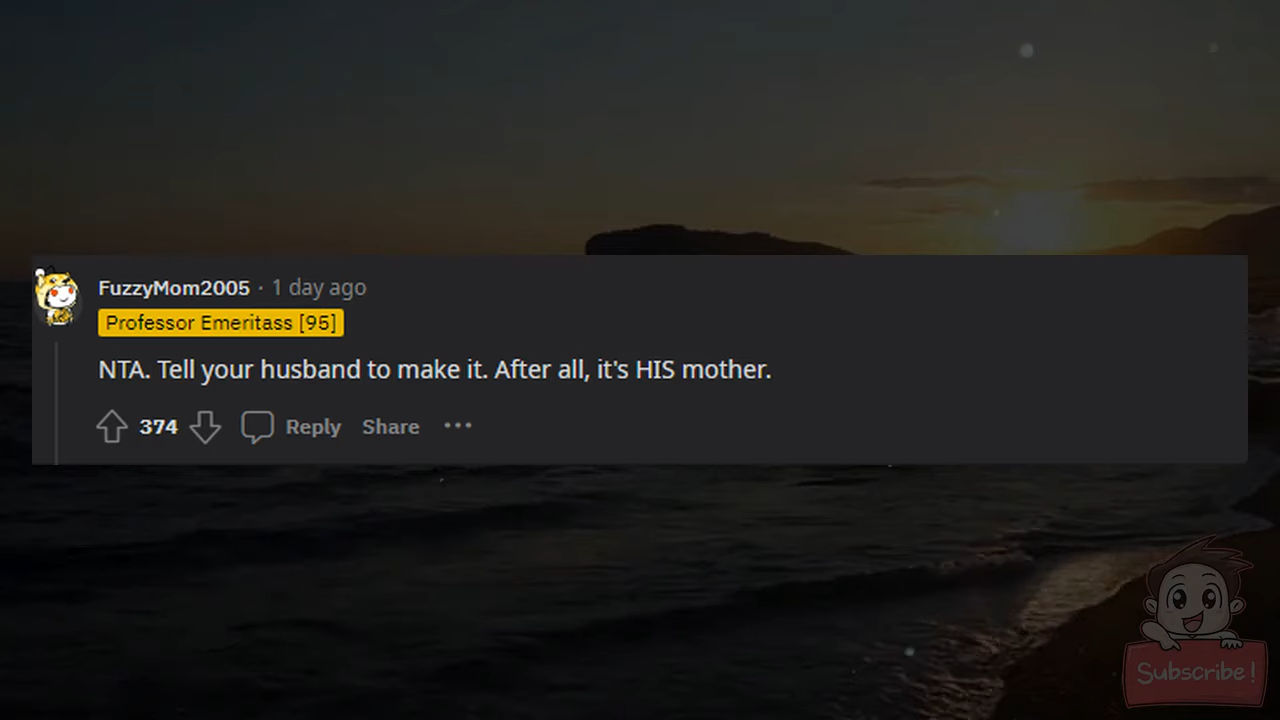 FuzzyMom2005 · 1 day ago
Professor Emeritass [95]
NTA. Tell your husband to make it. After all, it's HIS mother.
374 Reply Share •••
Subscribe!